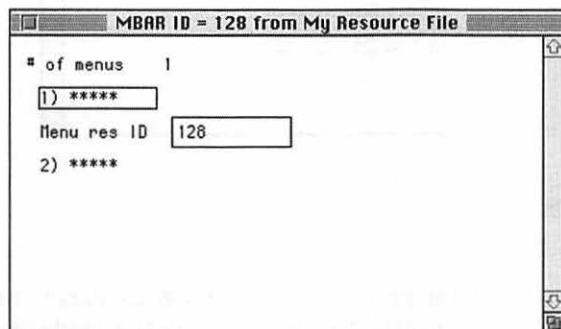 MBAR ID = 128 from My Resource File
# of menus 1
1) *****
Menu res ID 128
2) *****